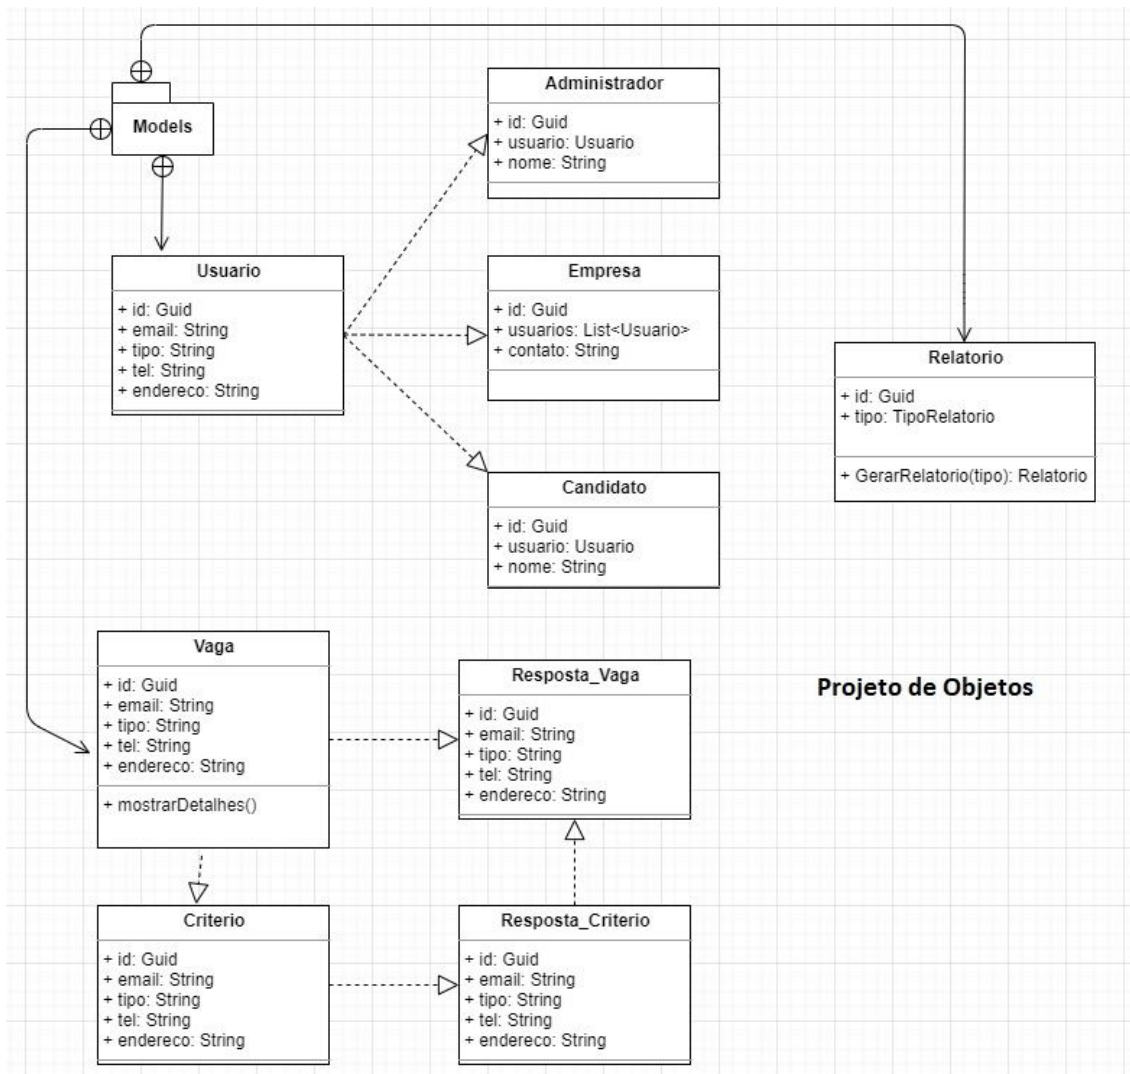 Models
Administrador
+ id: Guid
+ usuario: Usuario
+ nome: String
Usuario
+ id: Guid
+ email: String
+ tipo: String
+ tel: String
+ endereco: String
Empresa
+ id: Guid
+ usuarios: List<Usuario>
+ contato: String
Relatorio
+ id: Guid
+ tipo: TipoRelatorio
+ GerarRelatorio(tipo): Relatorio
Candidato
+ id: Guid
+ usuario: Usuario
+ nome: String
Vaga
+ id: Guid
+ email: String
+ tipo: String
+ tel: String
+ endereco: String
+ mostrarDetalhes()
Resposta_Vaga
+ id: Guid
+ email: String
+ tipo: String
+ tel: String
+ endereco: String
Projeto de Objetos
Criterio
+ id: Guid
+ email: String
+ tipo: String
+ tel: String
+ endereco: String
Resposta_Criterio
+ id: Guid
+ email: String
+ tipo: String
+ tel: String
+ endereco: String